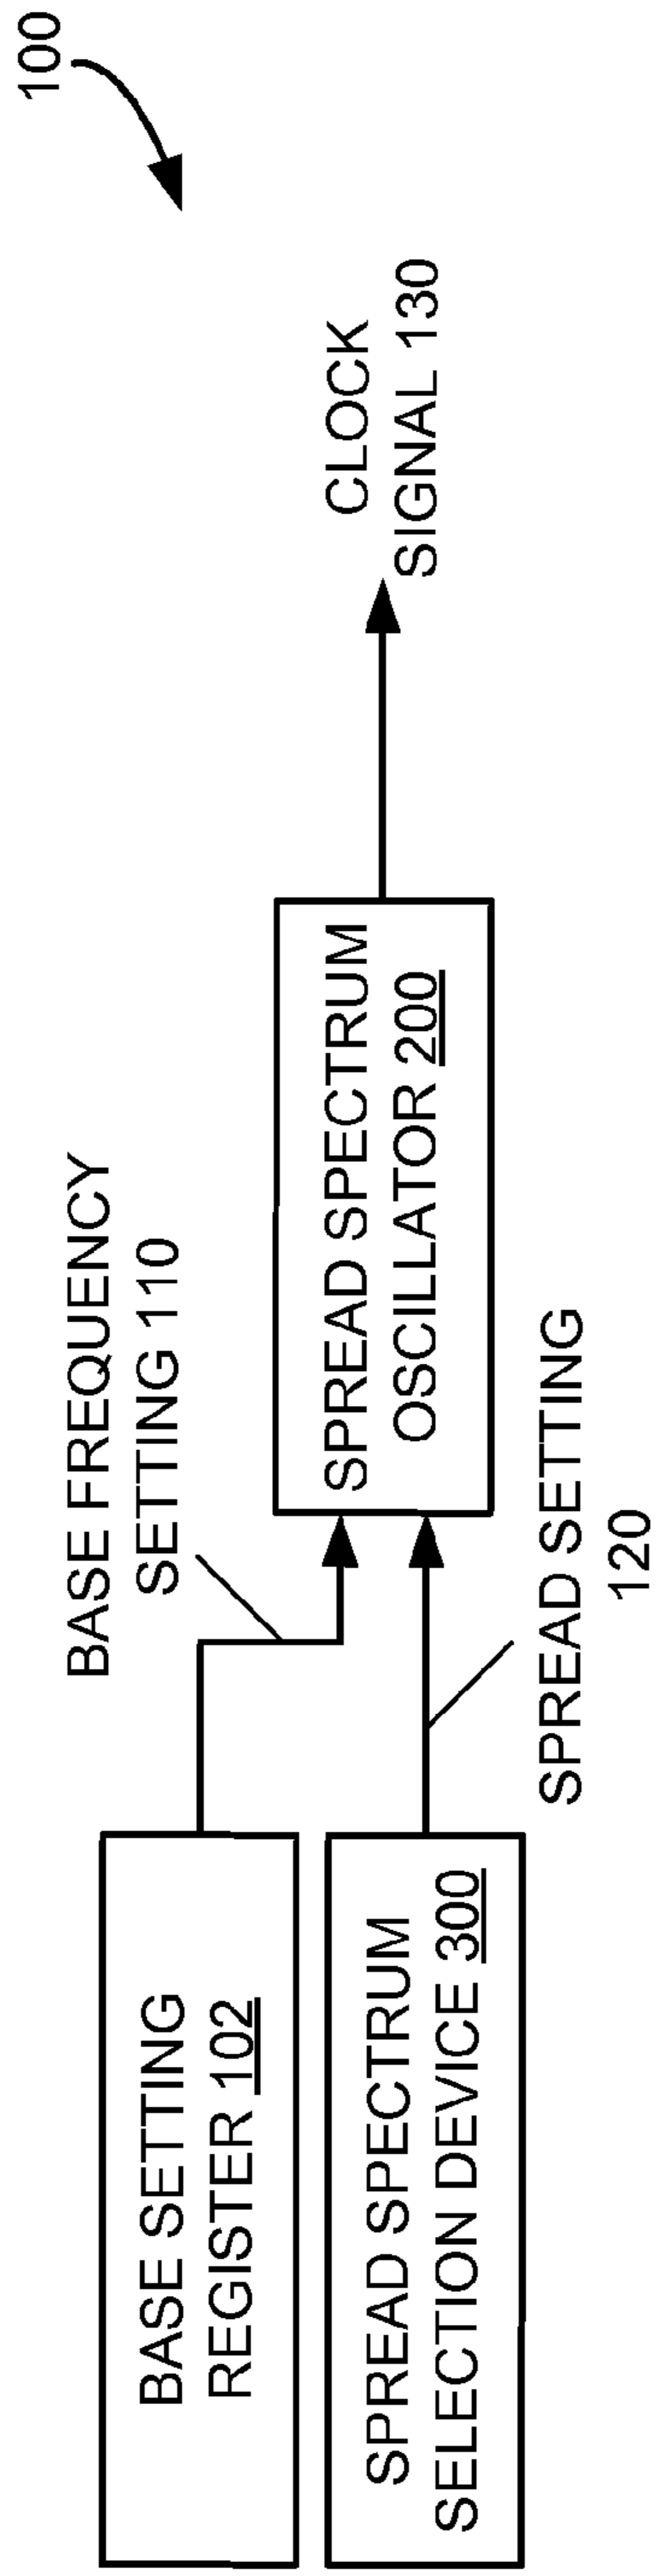 100
BASE SETTING
REGISTER 102
BASE FREQUENCY
SETTING 110
SPREAD SPECTRUM
SELECTION DEVICE 300
SPREAD SETTING
120
SPREAD SPECTRUM
OSCILLATOR 200
CLOCK
SIGNAL 130